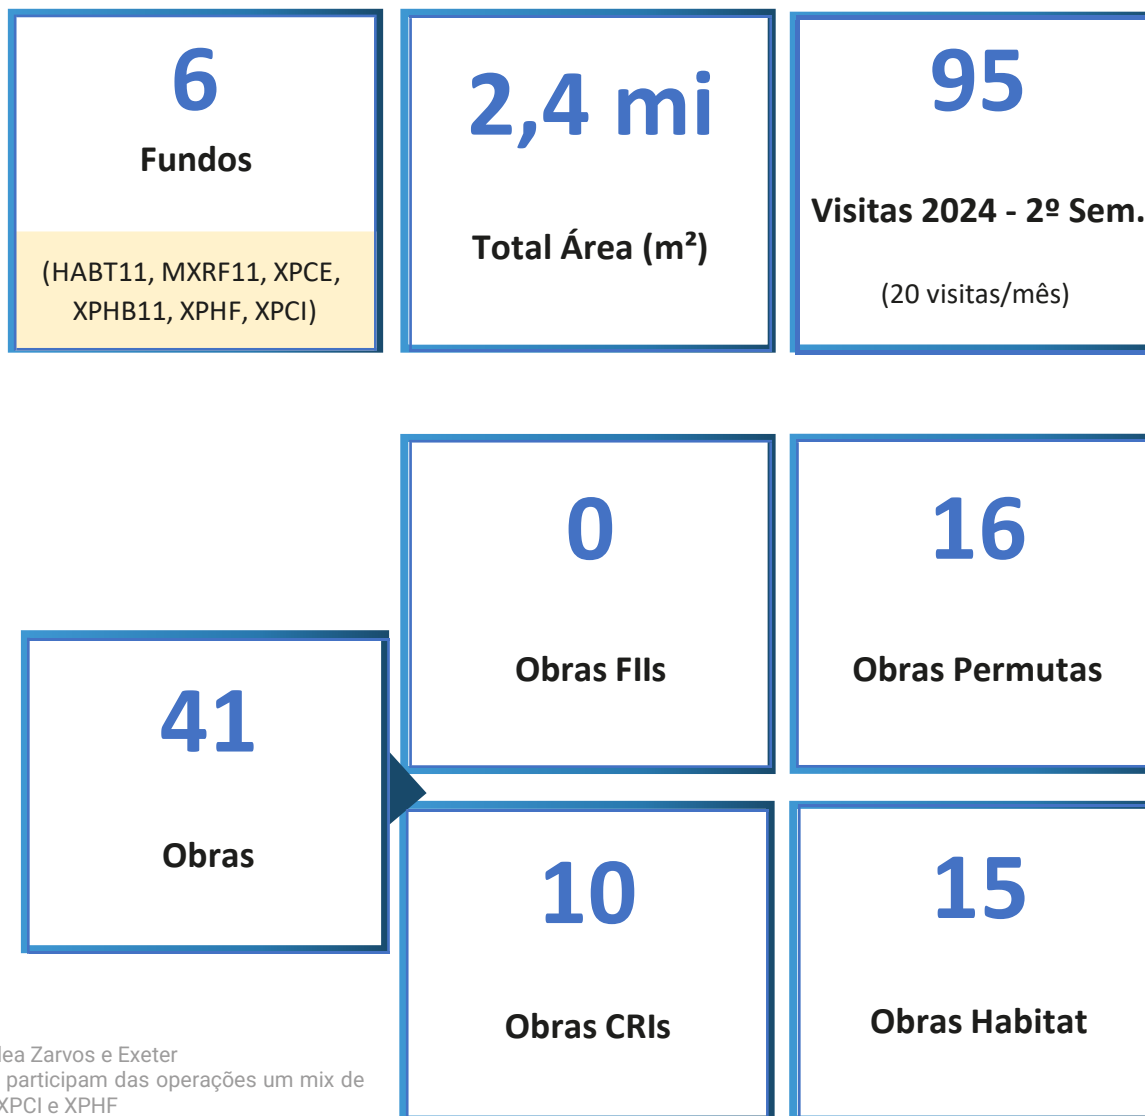 6
Fundos
(HABT11, MXRF11, XPCE,
XPHB11, XPHF, XPCI)
2,4 mi
Total Área (m²)
95
Visitas 2024 - 2º Sem.
(20 visitas/mês)
41
Obras
0
Obras FIIs
16
Obras Permutas
10
Obras CRIs
15
Obras Habitat
Zarvos e Exeter
participam das operações um mix de
XPCI e XPHF